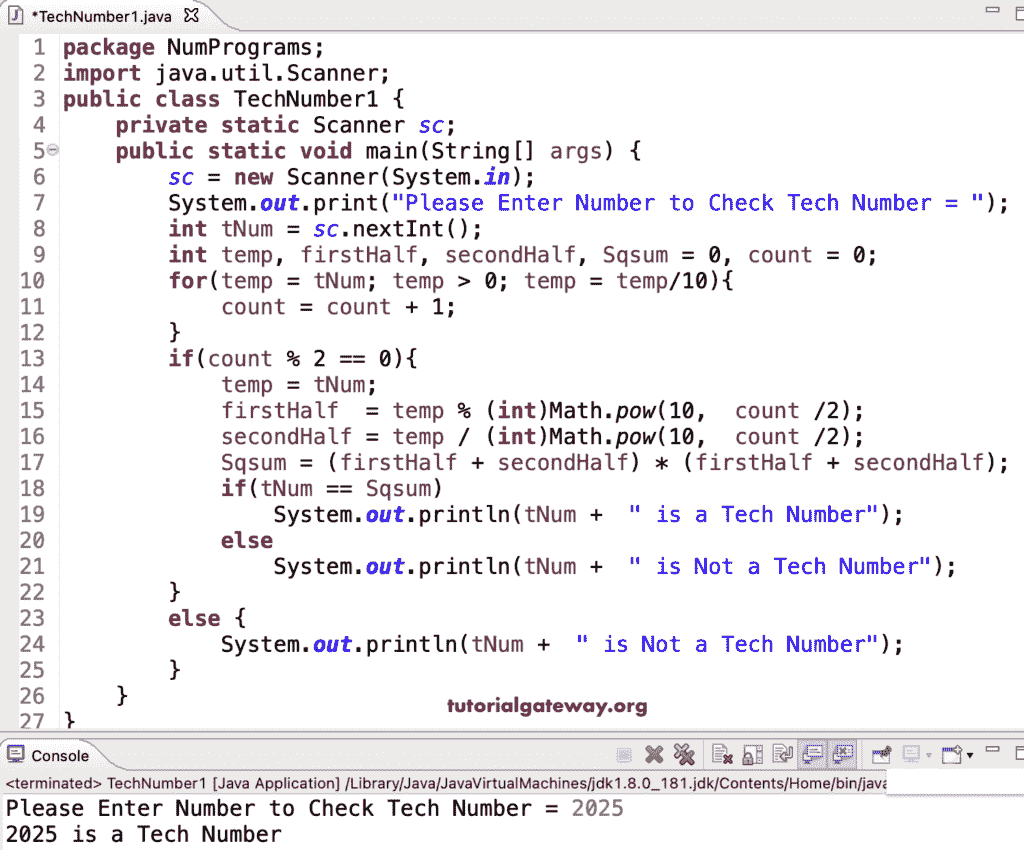 *TechNumber1.java
1 package NumPrograms;
2 import java.util.Scanner;
3 public class TechNumber1 {
4     private static Scanner sc;
5     public static void main(String[] args) {
6         sc = new Scanner(System.in);
7         System.out.print("Please Enter Number to Check Tech Number = ");
8         int tNum = sc.nextInt();
9         int temp, firstHalf, secondHalf, Sqsum = 0, count = 0;
10         for(temp = tNum; temp > 0; temp = temp/10){
11             count = count + 1;
12         }
13         if(count % 2 == 0){
14             temp = tNum;
15             firstHalf  = temp % (int)Math.pow(10,  count /2);
16             secondHalf = temp / (int)Math.pow(10,  count /2);
17             Sqsum = (firstHalf + secondHalf) * (firstHalf + secondHalf);
18             if(tNum == Sqsum)
19                 System.out.println(tNum +  " is a Tech Number");
20             else
21                 System.out.println(tNum +  " is Not a Tech Number");
22         }
23         else {
24             System.out.println(tNum +  " is Not a Tech Number");
25         }
26     }
tutorialgateway.org
27 }
Console
<terminated> TechNumber1 [Java Application] /Library/Java/JavaVirtualMachines/jdk1.8.0_181.jdk/Contents/Home/bin/java
Please Enter Number to Check Tech Number = 2025
2025 is a Tech Number